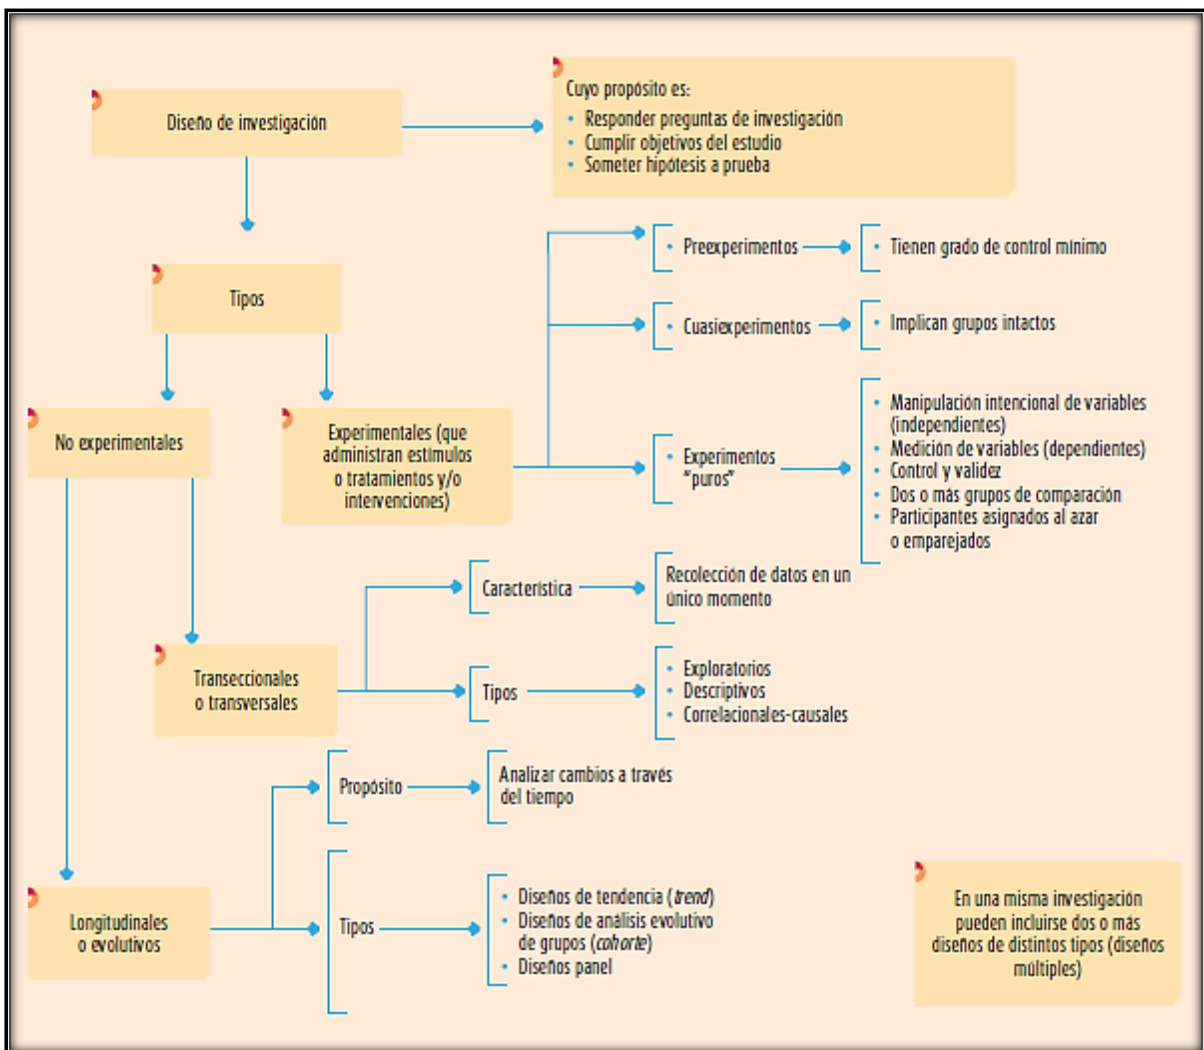 Diseño de investigación
Cuyo propósito es:
• Responder preguntas de investigación
• Cumplir objetivos del estudio
• Someter hipótesis a prueba
Tipos
No experimentales
Experimentales (que
administran estímulos
o tratamientos y/o
intervenciones)
• Preexperimentos
• Tienen grado de control mínimo
• Cuasiexperimentos
• Implican grupos intactos
• Experimentos
"puros"
• Manipulación intencional de variables
(independientes)
• Medición de variables (dependientes)
• Control y validez
• Dos o más grupos de comparación
• Participantes asignados al azar
o emparejados
Transeccionales
o transversales
Característica
Recolección de datos en un
único momento
Tipos
• Exploratorios
• Descriptivos
• Correlacionales-causales
Longitudinales
o evolutivos
Propósito
Analizar cambios a través
del tiempo
Tipos
• Diseños de tendencia (trend)
• Diseños de análisis evolutivo
de grupos (cohorte)
• Diseños panel
En una misma investigación
pueden incluirse dos o más
diseños de distintos tipos (diseños
múltiples)